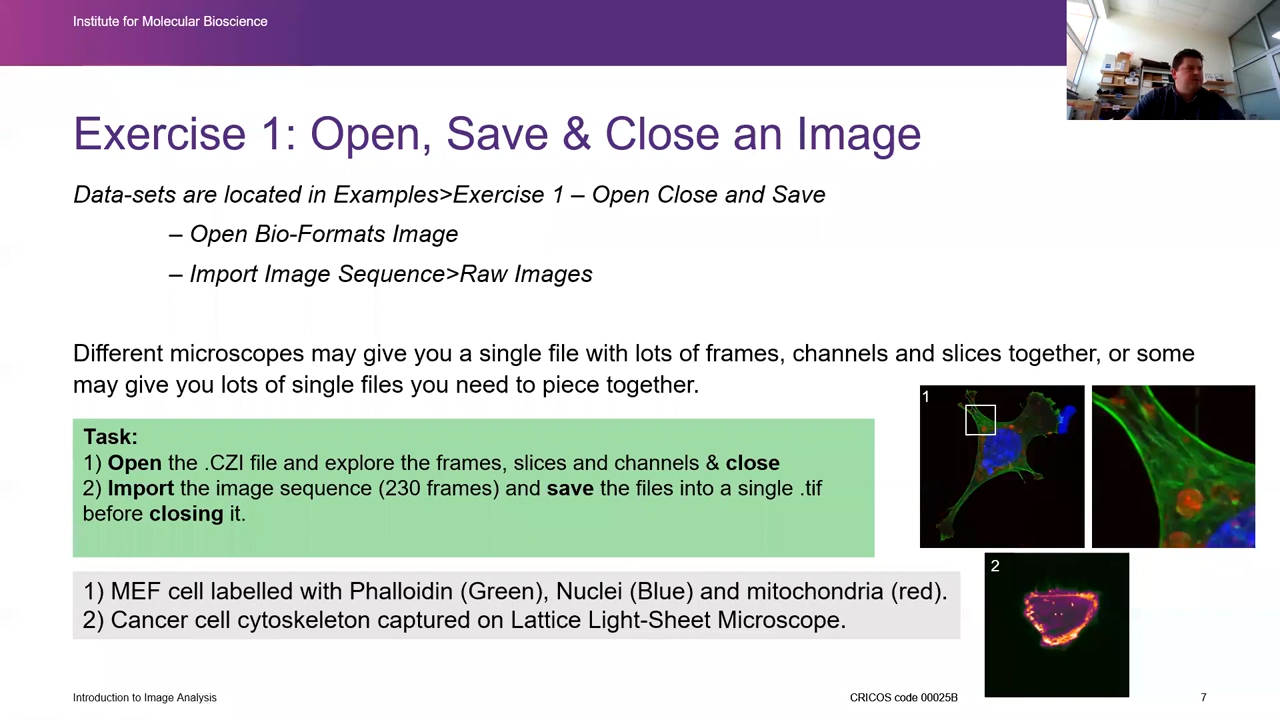 Institute for Molecular Bioscience
Exercise 1: Open, Save & Close an Image
Data-sets are located in Examples>Exercise 1 – Open Close and Save
– Open Bio-Formats Image
– Import Image Sequence>Raw Images
Different microscopes may give you a single file with lots of frames, channels and slices together, or some
may give you lots of single files you need to piece together.
Task:
1) Open the .CZI file and explore the frames, slices and channels & close
2) Import the image sequence (230 frames) and save the files into a single .tif
before closing it.
1
1) MEF cell labelled with Phalloidin (Green), Nuclei (Blue) and mitochondria (red).
2) Cancer cell cytoskeleton captured on Lattice Light-Sheet Microscope.
2
Introduction to Image Analysis
CRICOS code 00025B
7